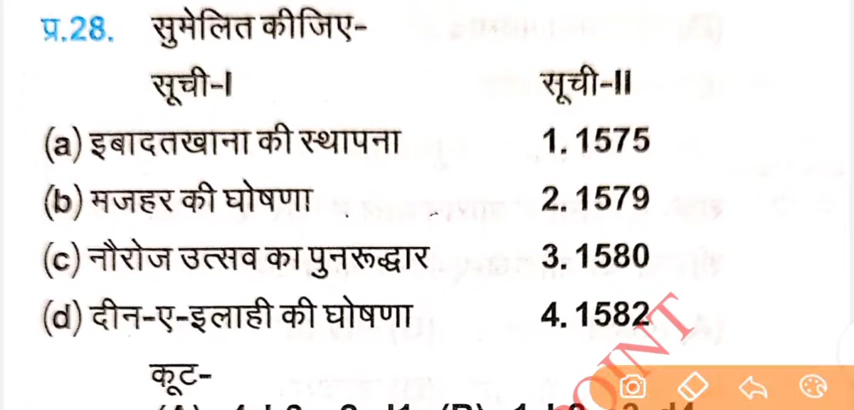 प्र.28. सुमेलित कीजिए-
सूची-I सूची-II
(a) इबादतखाना की स्थापना 1. 1575
(b) मजहर की घोषणा 2. 1579
(c) नौरोज उत्सव का पुनरूद्धार 3. 1580
(d) दीन-ए-इलाही की घोषणा 4. 1582
कूट-
OINT